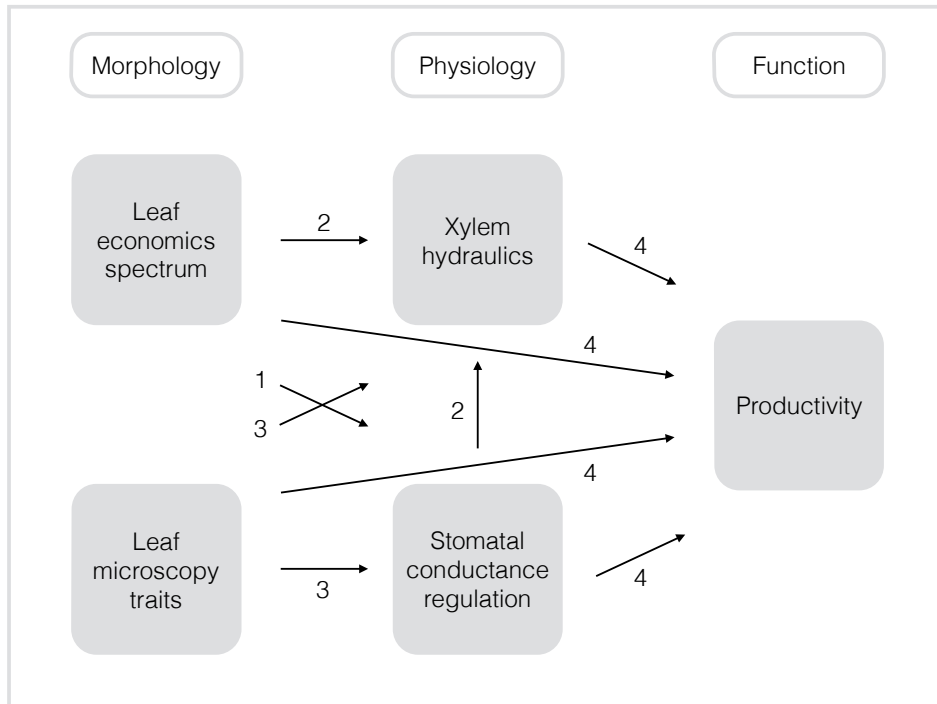 Morphology
Physiology
Function
Leaf
economics
spectrum
2
Xylem
hydraulics
4
4
1
3
2
Productivity
4
Leaf
microscopy
traits
3
Stomatal
conductance
regulation
4